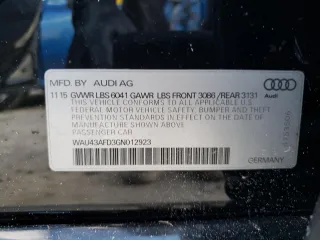 MFD. BY AUDI AG
11 15 GVWR LBS 6041 GAWR LBS FRONT 3086 / REAR 3131
THIS VEHICLE CONFORMS TO ALL APPLICABLE
FEDERAL MOTOR VEHICLE SAFETY, BUMPER AND THEFT
PREVENTION STANDARDS IN EFFECT ON THE DATE OF
MANUFACTURE SHOWN ABOVE.
PASSENGER CAR
WAU43AFD3GN012923
Audi
GERMANY